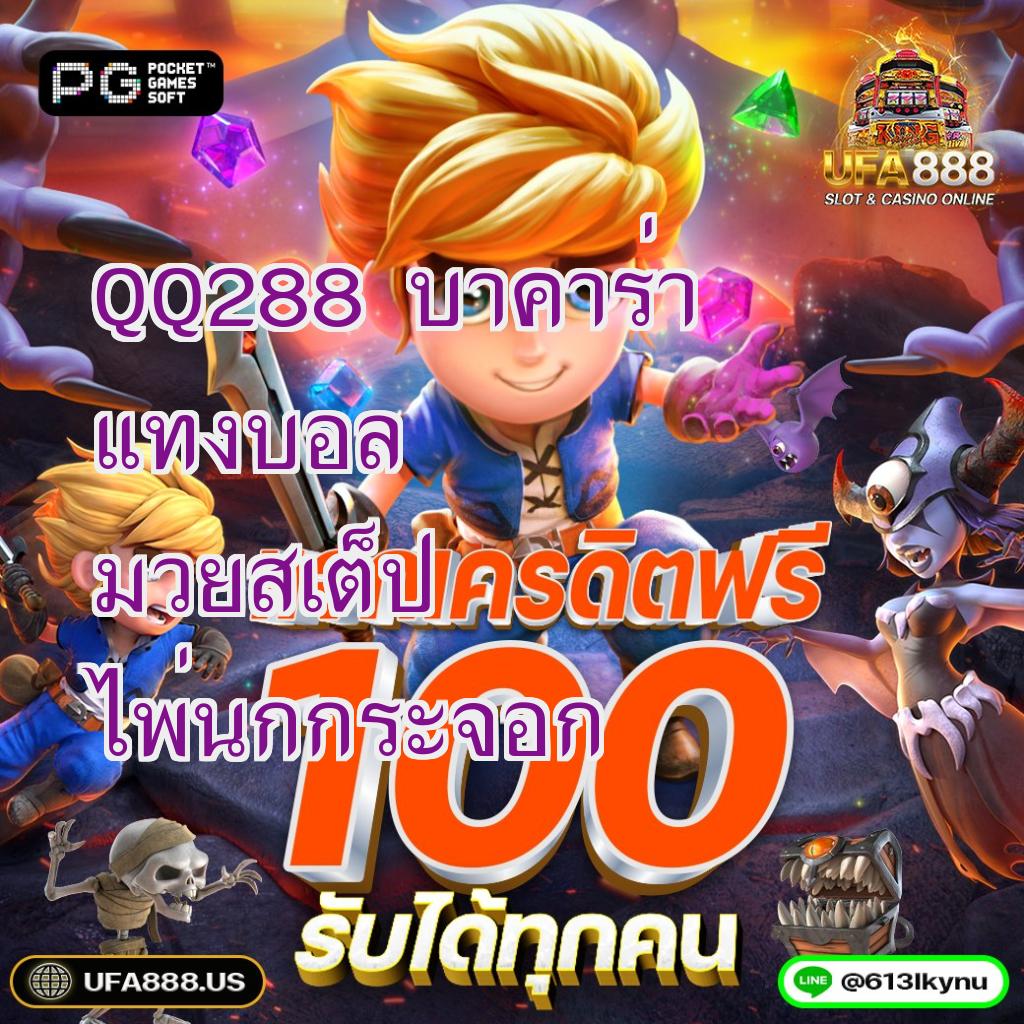 PG POCKET GAMES SOFT™
UFA888
SLOT & CASINO ONLINE
QQ288 บาคาร่า
แทงบอล
มวยสเต็ป
เครดิตฟรี
ไพ่นกกระจอก
100
รับได้ทุกคน
UFA888.US
LINE @613lkynu